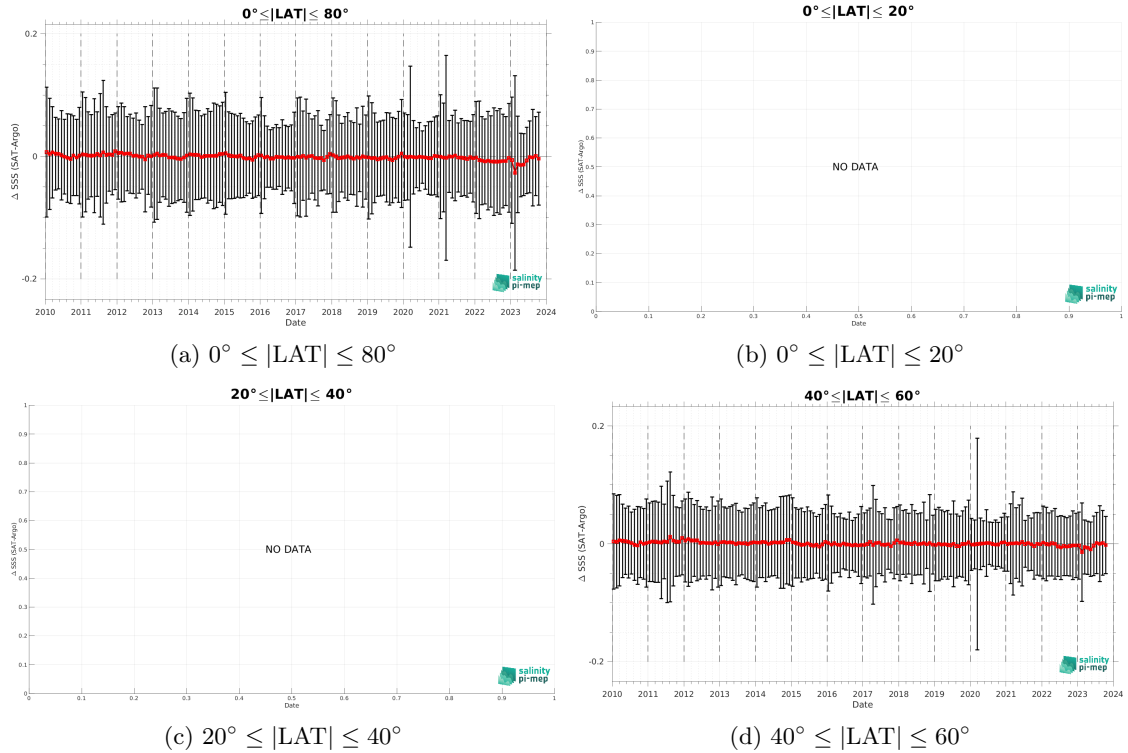 0°≤|LAT|≤ 80°
0.2
0
-0.2
Δ SSS (SAT-Argo)
2010 2011 2012 2013 2014 2015 2016 2017 2018 2019 2020 2021 2022 2023 2024
Date
salinity
pi-mep
(a) 0° ≤ |LAT| ≤ 80°
0°≤|LAT|≤ 20°
1
0.9
0.8
0.7
0.6
0.5
0.4
0.3
0.2
0.1
0
Δ SSS (SAT-Argo)
NO DATA
0 0.1 0.2 0.3 0.4 0.5 0.6 0.7 0.8 0.9 1
Date
salinity
pi-mep
(b) 0° ≤ |LAT| ≤ 20°
20°≤|LAT|≤ 40°
1
0.9
0.8
0.7
0.6
0.5
0.4
0.3
0.2
0.1
0
Δ SSS (SAT-Argo)
NO DATA
0 0.1 0.2 0.3 0.4 0.5 0.6 0.7 0.8 0.9 1
Date
salinity
pi-mep
(c) 20° ≤ |LAT| ≤ 40°
40°≤|LAT|≤ 60°
0.2
0
-0.2
Δ SSS (SAT-Argo)
2010 2011 2012 2013 2014 2015 2016 2017 2018 2019 2020 2021 2022 2023 2024
Date
salinity
pi-mep
(d) 40° ≤ |LAT| ≤ 60°